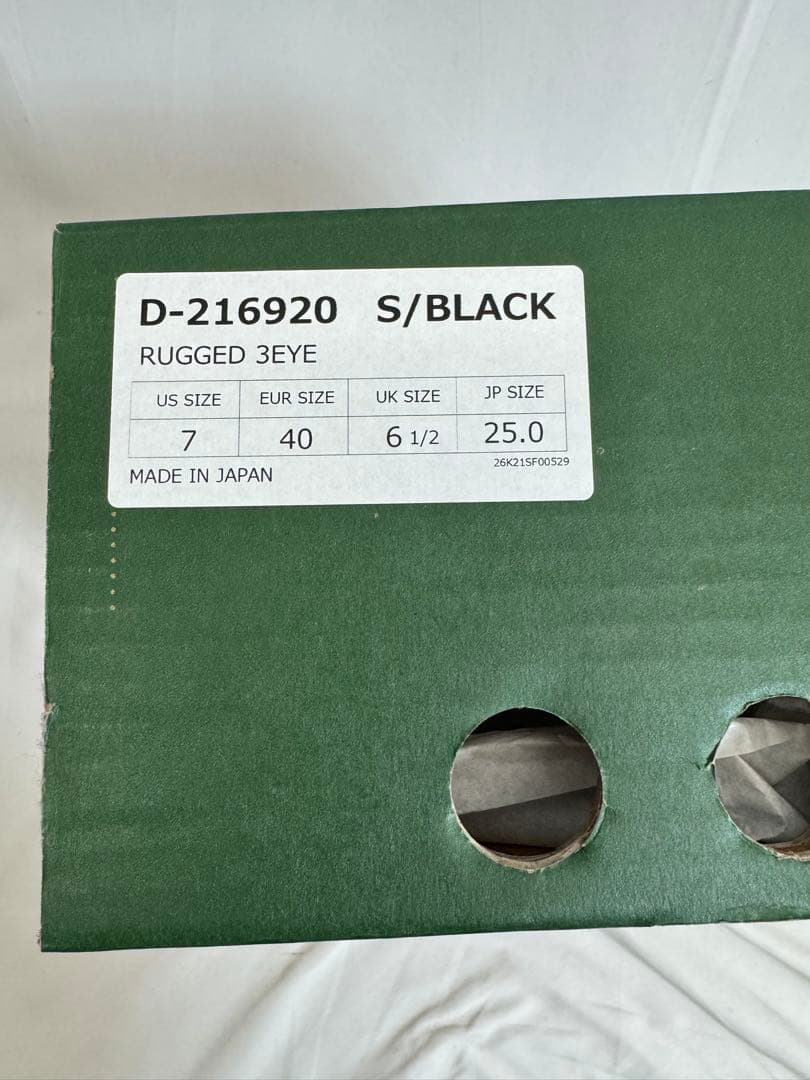 D-216920 S/BLACK
RUGGED 3EYE
US SIZE EUR SIZE UK SIZE JP SIZE
7 40 6 1/2 25.0
MADE IN JAPAN 26K21SF00529